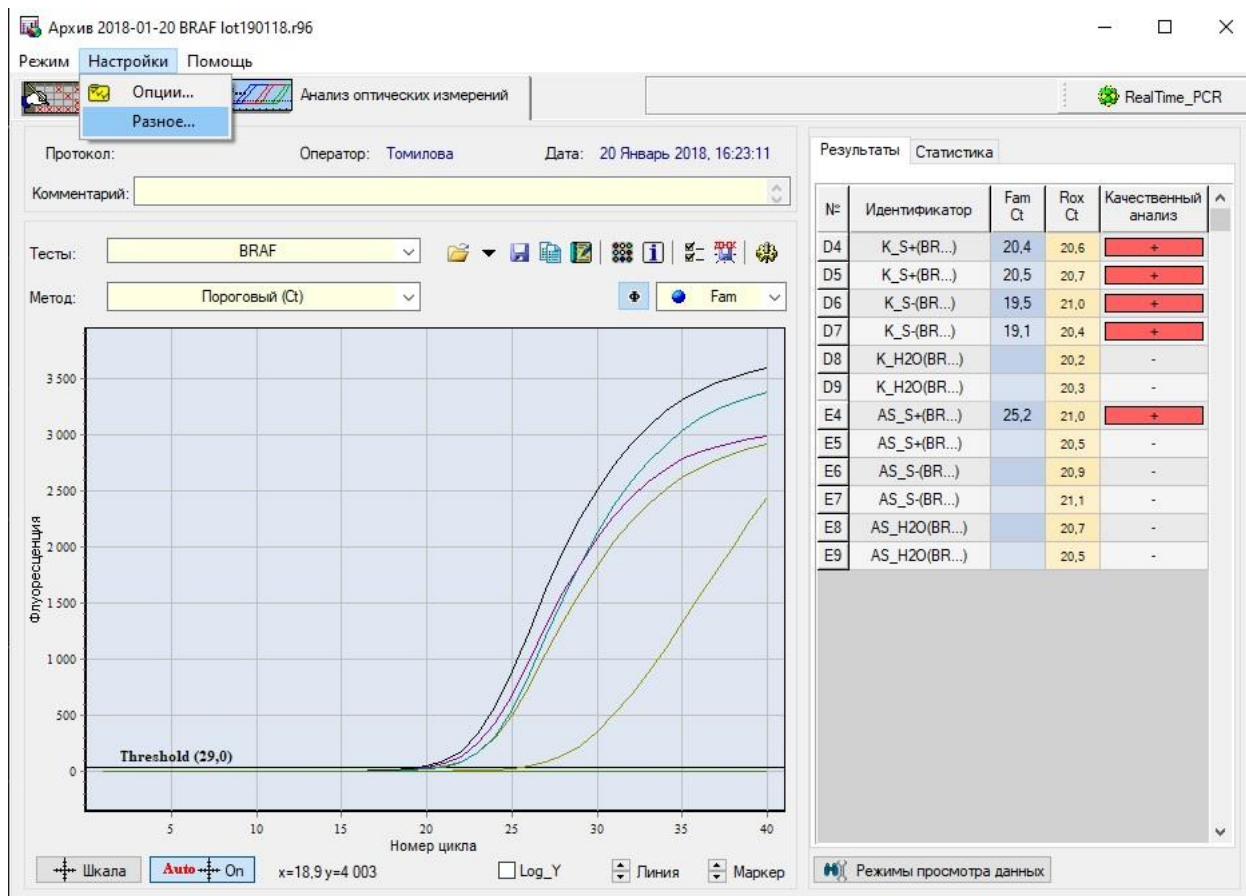 Архив 2018-01-20 BRAF lot190118.r96
Режим Настройки Помощь
Опции...
Разное...
Анализ оптических измерений
RealTime_PCR
Протокол: Оператор: Томилова Дата: 20 Январь 2018, 16:23:11
Комментарий:
Тесты: BRAF
Метод: Пороговый (Ct) Ф Fam
Флуоресценция
3 500
3 000
2 500
2 000
1 500
1 000
500
0
Threshold (29,0)
5 10 15 20 25 30 35 40
Номер цикла
Шкала Auto On x=18,9 y=4 003 Log_Y Линия Маркер
Результаты Статистика
№ Идентификатор Fam Ct Rox Ct Качественный анализ
D4 K_S+(BR...) 20,4 20,6 +
D5 K_S+(BR...) 20,5 20,7 +
D6 K_S-(BR...) 19,5 21,0 +
D7 K_S-(BR...) 19,1 20,4 +
D8 K_H2O(BR...) 20,2 -
D9 K_H2O(BR...) 20,3 -
E4 AS_S+(BR...) 25,2 21,0 +
E5 AS_S+(BR...) 20,5 -
E6 AS_S-(BR...) 20,9 -
E7 AS_S-(BR...) 21,1 -
E8 AS_H2O(BR...) 20,7 -
E9 AS_H2O(BR...) 20,5 -
Режимы просмотра данных